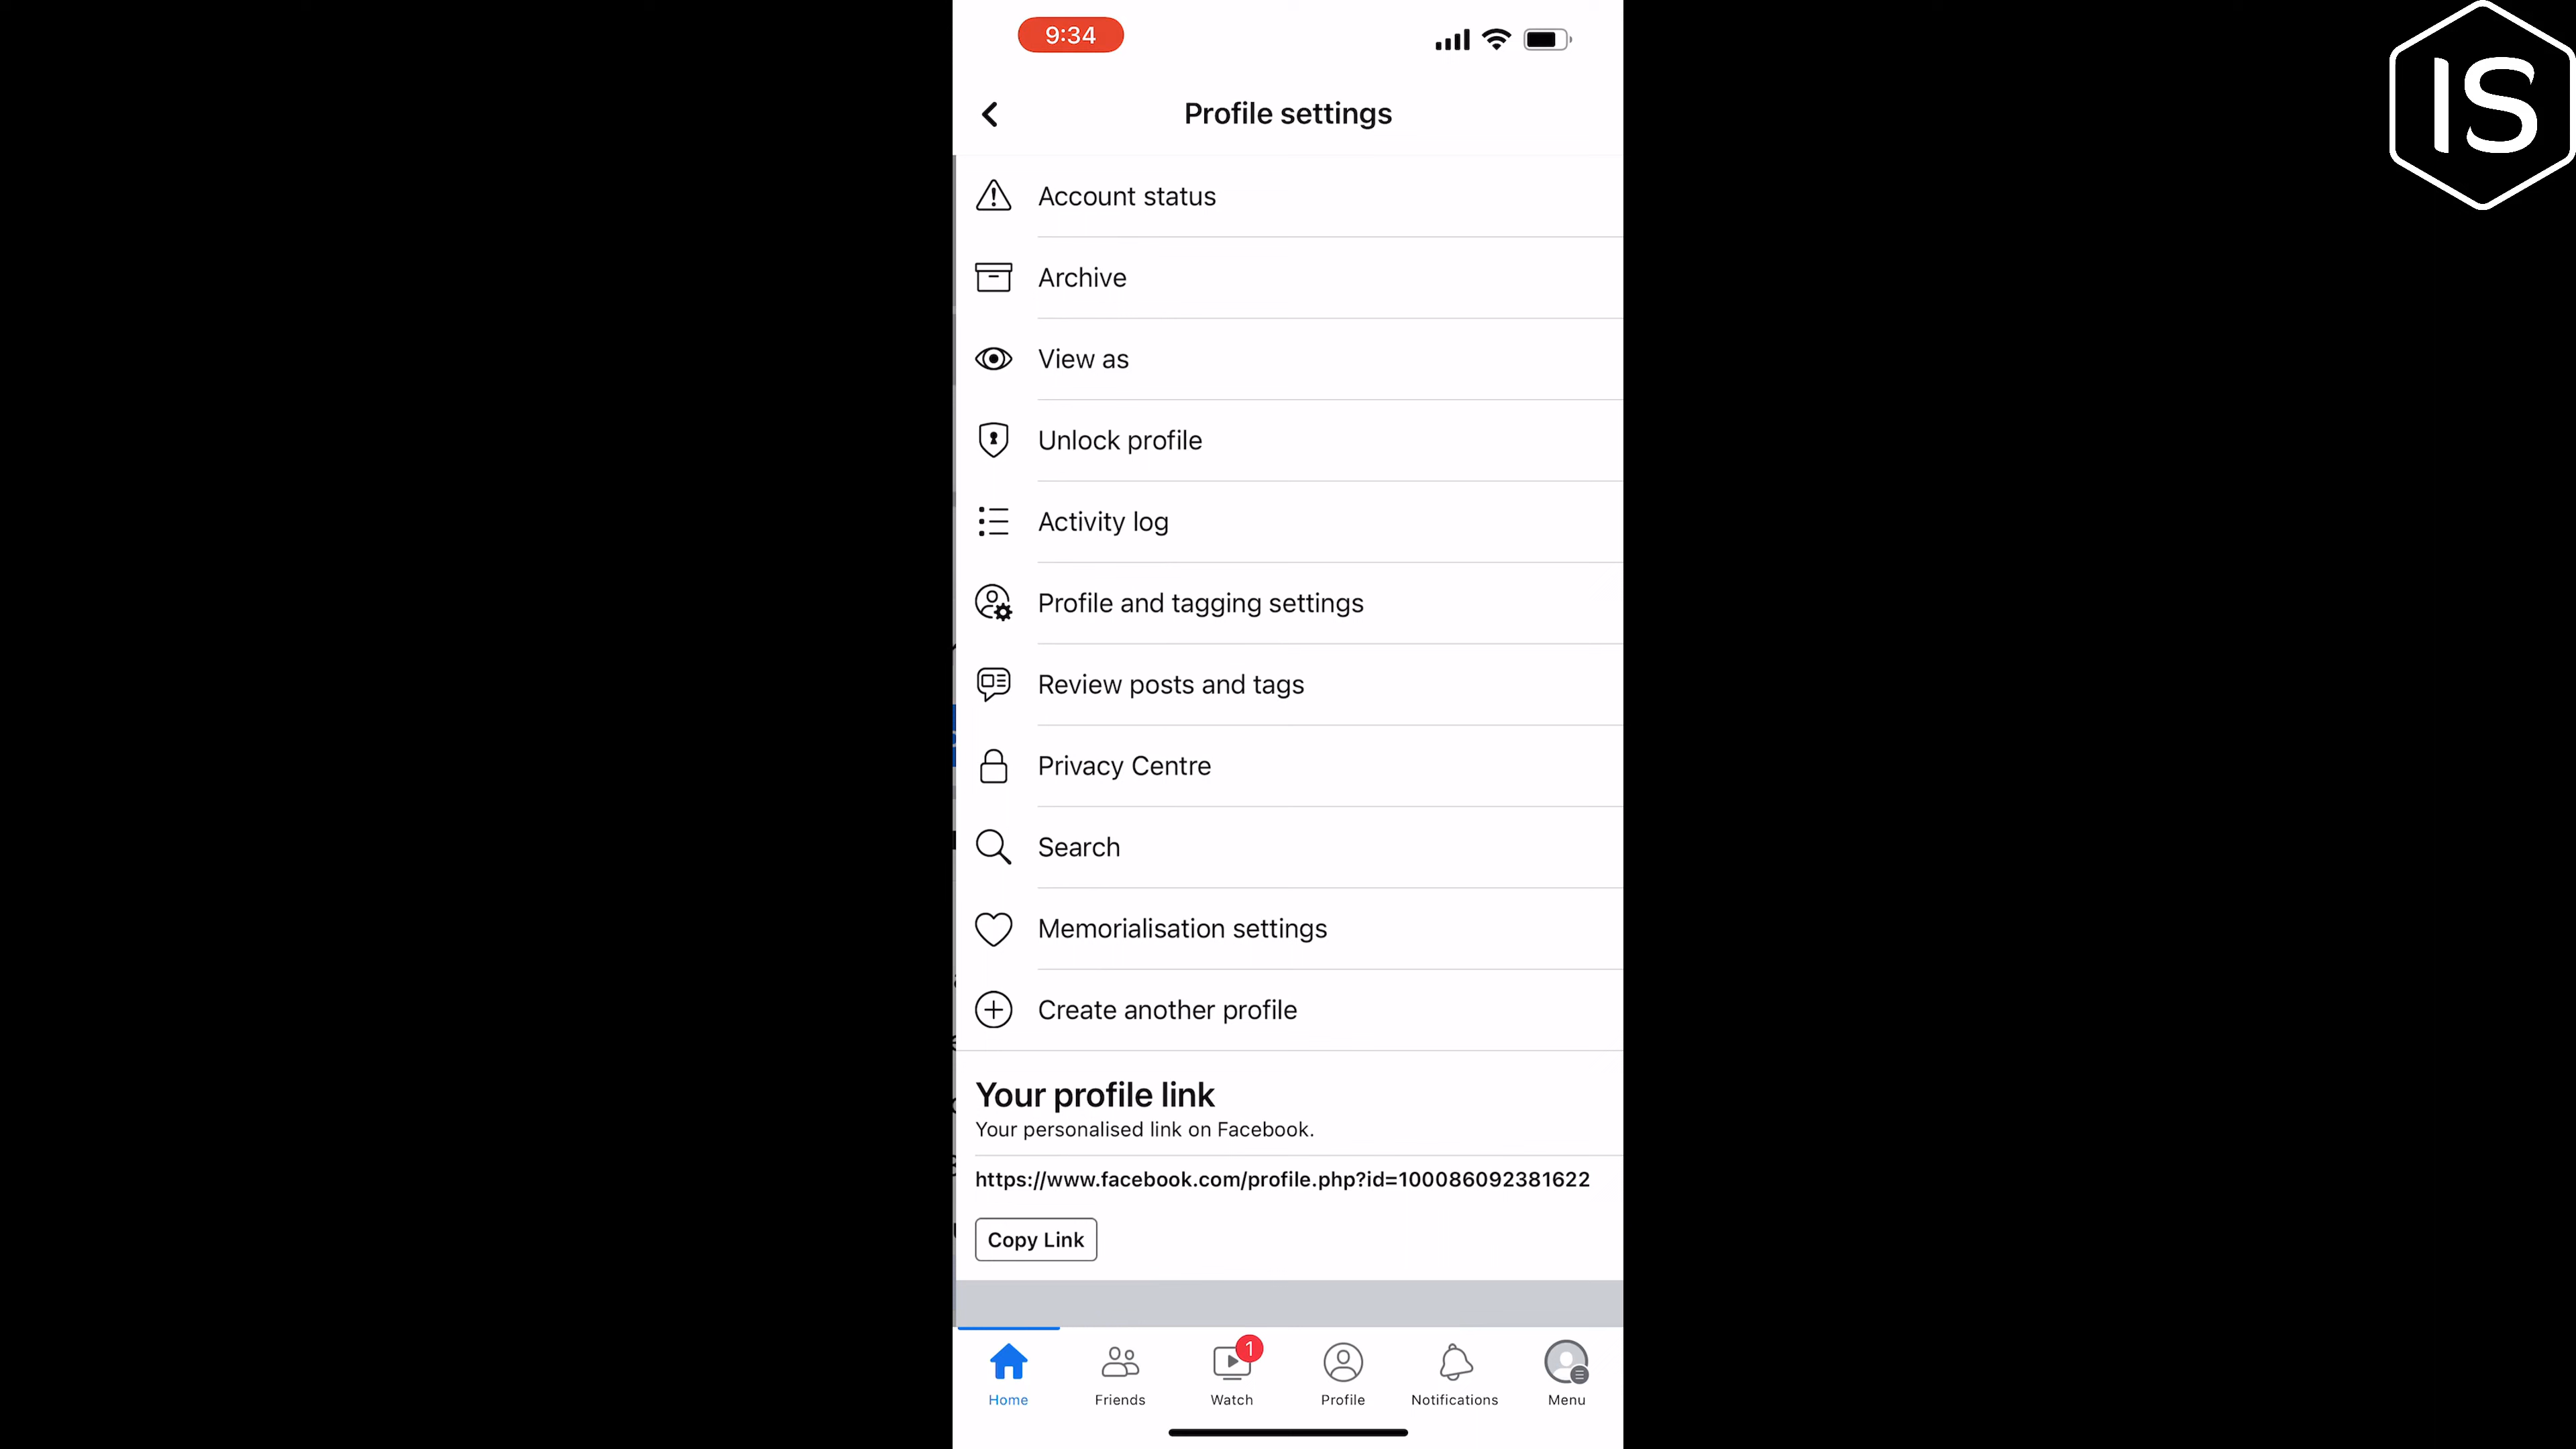 9:34
IS
Profile settings
Account status
Archive
View as
Unlock profile
Activity log
Profile and tagging settings
Review posts and tags
Privacy Centre
Search
Memorialisation settings
Create another profile
Your profile link
Your personalised link on Facebook.
https://www.facebook.com/profile.php?id=100086092381622
Copy Link
1
Home
Friends
Watch
Profile
Notifications
Menu